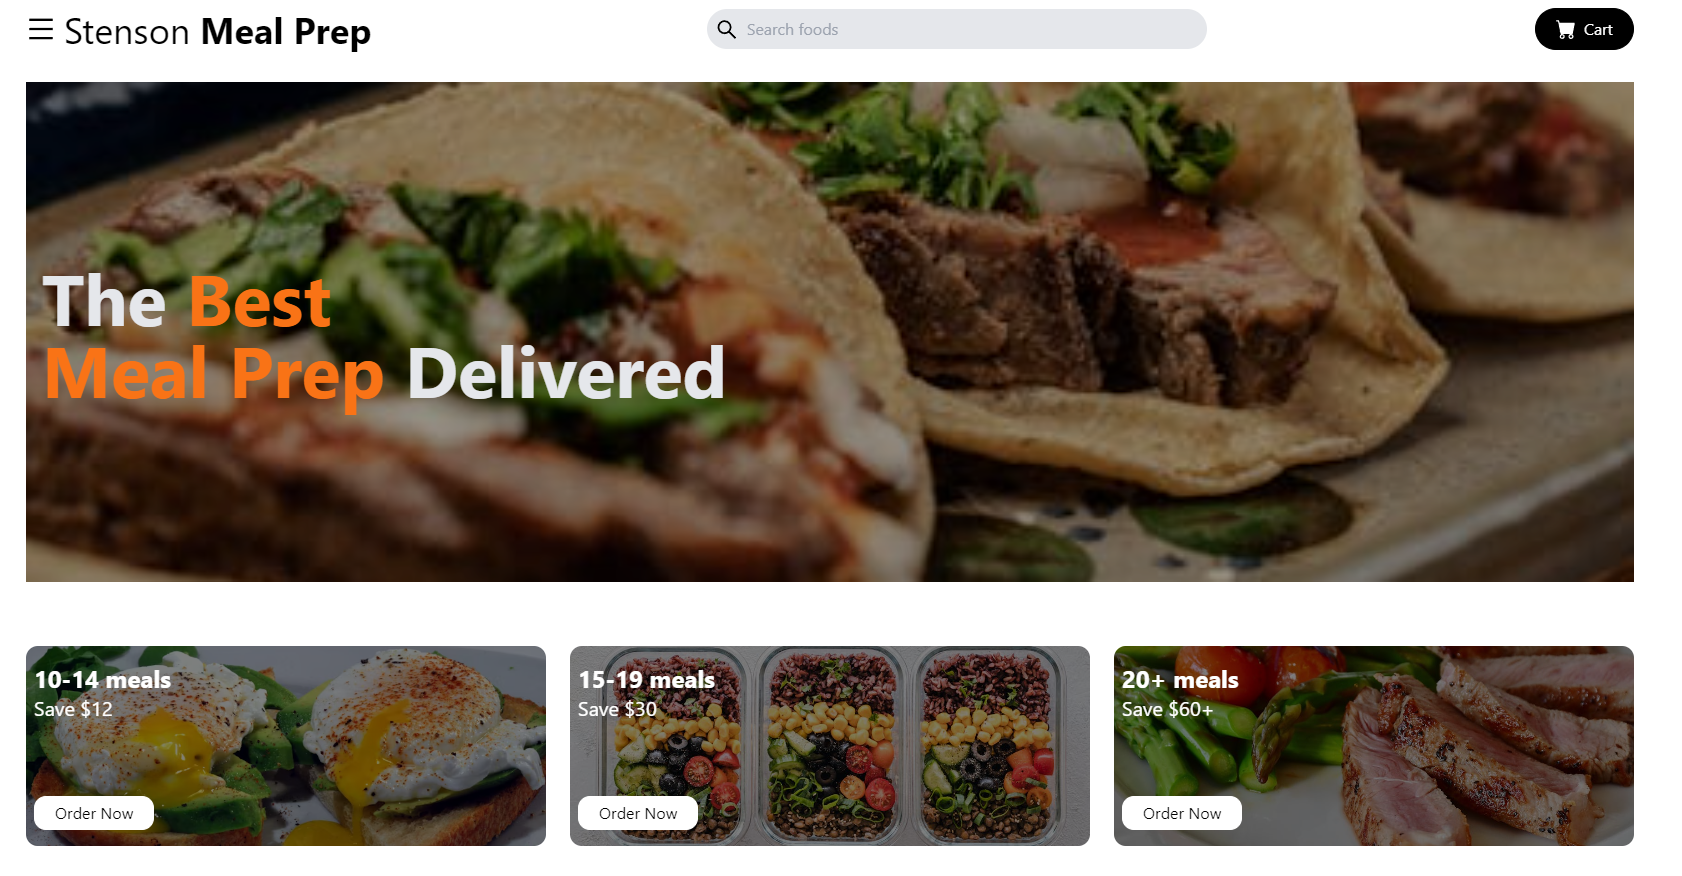 Stenson Meal Prep
Search foods
Cart
The Best
Meal Prep Delivered
10-14 meals
Save $12
Order Now
15-19 meals
Save $30
Order Now
20+ meals
Save $60+
Order Now